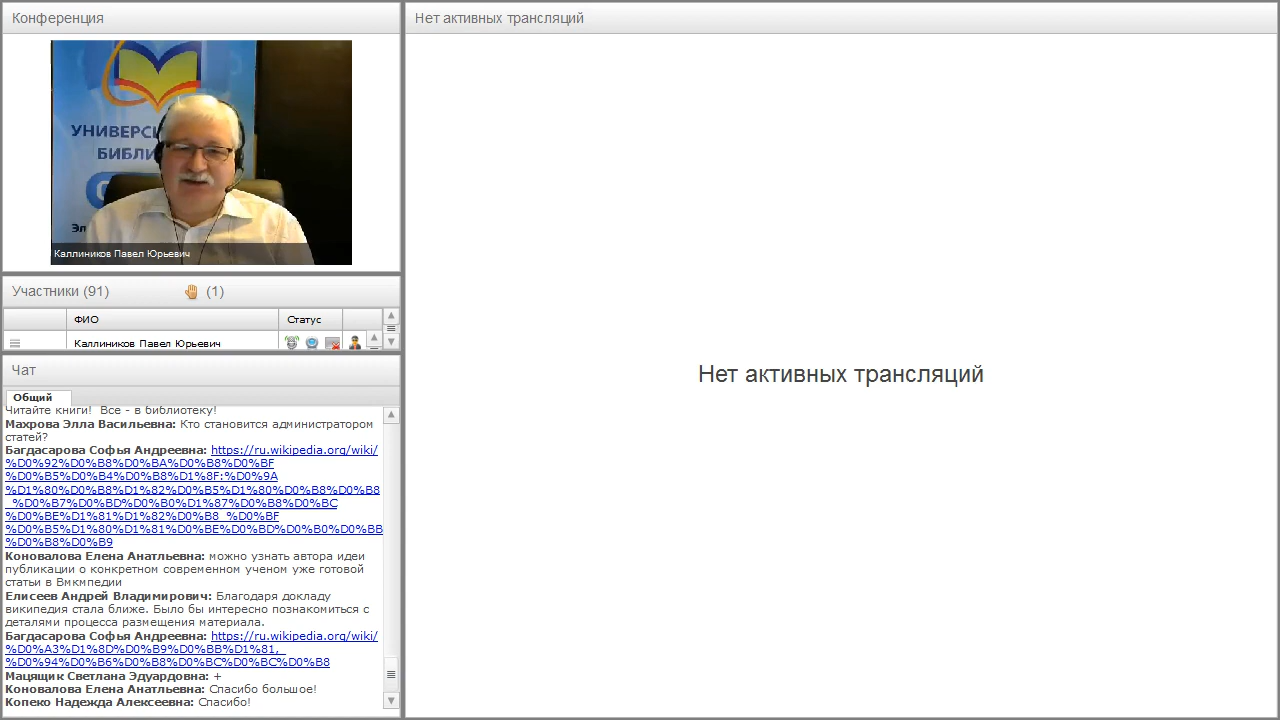 Конференция
УНИВЕРС
БИБЛИ
Эл
Каллиников Павел Юрьевич
Участники (91)
(1)
ФИО
Статус
Каллиников Павел Юрьевич
Чат
Общий
Читайте книги! Все - в библиотеку!
Махрова Элла Васильевна: Кто становится администратором
статей?
Багдасарова Софья Андреевна: https://ru.wikipedia.org/wiki/
%D0%92%D0%B8%D0%BA%D0%B8%D0%BF
%D0%B5%D0%B4%D0%B8%D1%8F:%D0%9A
%D1%80%D0%B8%D1%82%D0%B5%D1%80%D0%B8%D0%B8
_%D0%B7%D0%BD%D0%B0%D1%87%D0%B8%D0%BC
%D0%BE%D1%81%D1%82%D0%B8_%D0%BF
%D0%B5%D1%80%D1%81%D0%BE%D0%BD%D0%B0%D0%BB
%D0%B8%D0%B9
Коновалова Елена Анатльевна: можно узнать автора идеи
публикации о конкретном современном ученом уже готовой
статьи в Вмкмпедии
Елисеев Андрей Владимирович: Благодаря докладу
википедия стала ближе. Было бы интересно познакомиться с
деталями процесса размещения материала.
Багдасарова Софья Андреевна: https://ru.wikipedia.org/wiki/
%D0%A3%D1%8D%D0%B9%D0%BB%D1%81,_
%D0%94%D0%B6%D0%B8%D0%BC%D0%BC%D0%B8
Мацящик Светлана Эдуардовна: +
Коновалова Елена Анатльевна: Спасибо большое!
Копеко Надежда Алексеевна: Спасибо!
Нет активных трансляций
Нет активных трансляций